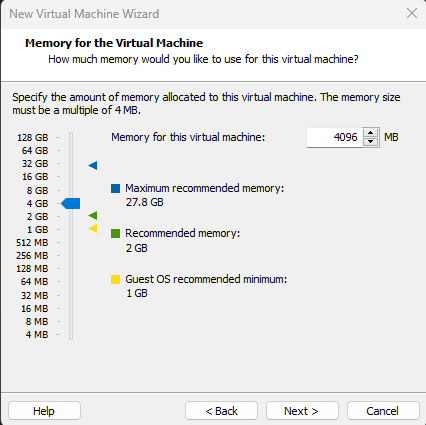 New Virtual Machine Wizard
Memory for the Virtual Machine
How much memory would you like to use for this virtual machine?
Specify the amount of memory allocated to this virtual machine. The memory size
must be a multiple of 4 MB.
128 GB
64 GB
32 GB
16 GB
8 GB
4 GB
2 GB
1 GB
512 MB
256 MB
128 MB
64 MB
32 MB
16 MB
8 MB
4 MB
Memory for this virtual machine: 4096 MB
Maximum recommended memory:
27.8 GB
Recommended memory:
2 GB
Guest OS recommended minimum:
1 GB
Help < Back Next > Cancel